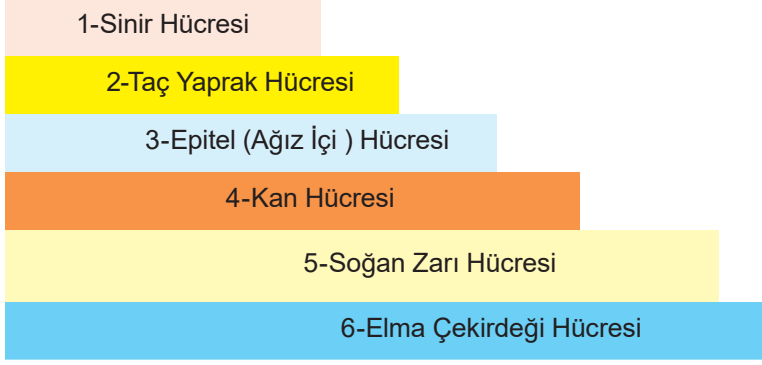 1-Sinir Hücresi
2-Taç Yaprak Hücresi
3-Epitel (Ağız İçi ) Hücresi
4-Kan Hücresi
5-Soğan Zarı Hücresi
6-Elma Çekirdeği Hücresi